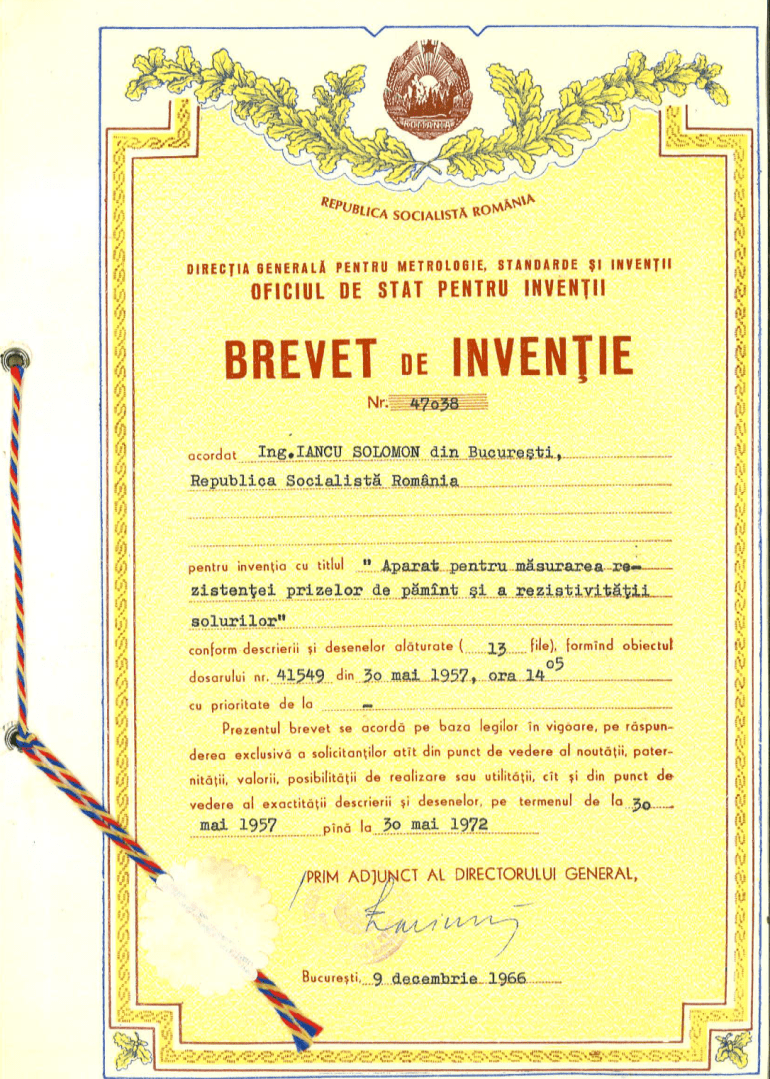 ROMANIA
REPUBLICA SOCIALISTĂ ROMÂNIA
DIRECȚIA GENERALĂ PENTRU METROLOGIE, STANDARDE ȘI INVENȚII
OFICIUL DE STAT PENTRU INVENȚII
BREVET DE INVENȚIE
Nr. 47o38
acordat Ing.IANCU SOLOMON din București,
Republica Socialistă România
pentru invenția cu titlul " Aparat pentru măsurarea re-
zistenței prizelor de pămînt și a rezistivității
solurilor"
conform descrierii și desenelor alăturate ( 13 file), formînd obiectul
dosarului nr. 41549 din 3o mai 1957, ora 14 o5
cu prioritate de la -
Prezentul brevet se acordă pe baza legilor în vigoare, pe răspun-
derea exclusivă a solicitanților atît din punct de vedere al noutății, pater-
nității, valorii, posibilității de realizare sau utilității, cît și din punct de
vedere al exactității descrierii și desenelor, pe termenul de la 3o
mai 1957 pînă la 3o mai 1972
/PRIM ADJUNCT AL DIRECTORULUI GENERAL,
București, 9 decembrie 1966